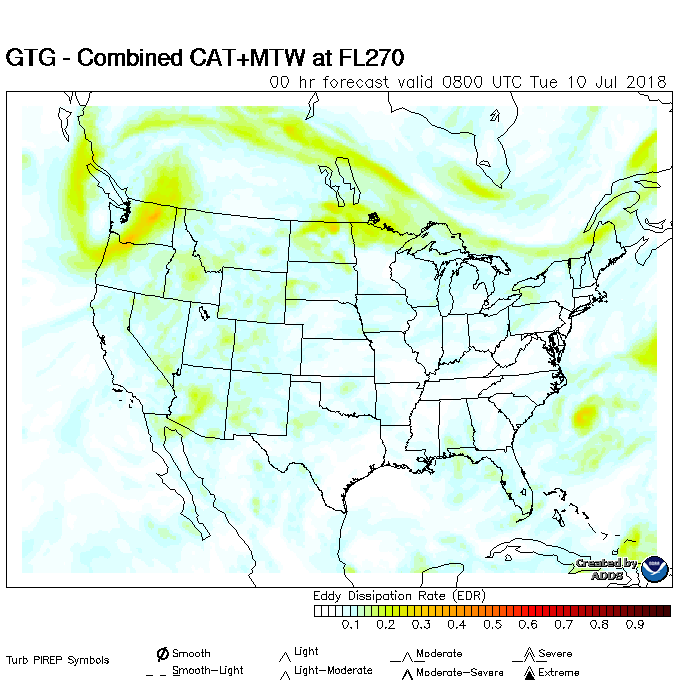 GTG - Combined CAT+MTW at FL270
00 hr forecast valid 0800 UTC Tue 10 Jul 2018
Created by
ADDS
Eddy Dissipation Rate (EDR)
0.1 0.2 0.3 0.4 0.5 0.6 0.7 0.8 0.9
Turb PIREP Symbols
Smooth Light Moderate Severe
Smooth-Light Light-Moderate Moderate-Severe Extreme